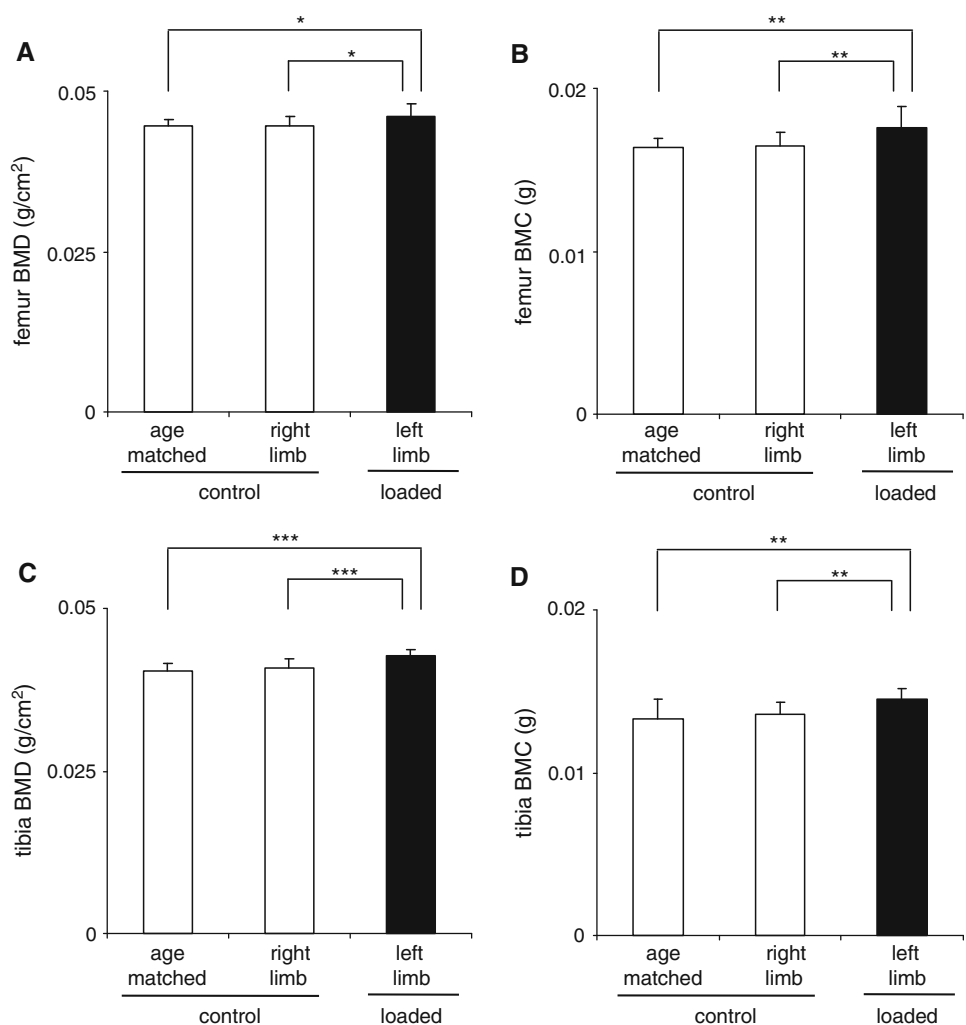 A
*
*
femur BMD (g/cm²)
0.05
0.025
0
age matched
right limb
left limb
control
loaded
B
**
**
femur BMC (g)
0.02
0.01
0
age matched
right limb
left limb
control
loaded
C
***
***
tibia BMD (g/cm²)
0.05
0.025
0
age matched
right limb
left limb
control
loaded
D
**
**
tibia BMC (g)
0.02
0.01
0
age matched
right limb
left limb
control
loaded